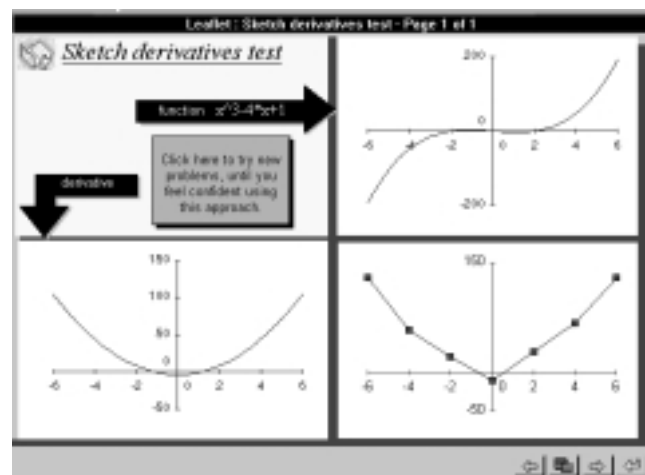 Leaflet : Sketch derivatives test - Page 1 of 1
Sketch derivatives test
function x^3-4*x+1
Click here to try new
problems, until you
feel confident using
this approach.
derivative
200
0
-6 -4 -2 0 2 4 6
-200
150
100
50
0
-6 -4 -2 0 2 4 6
-50
150
-6 -4 -2 0 2 4 6
-50